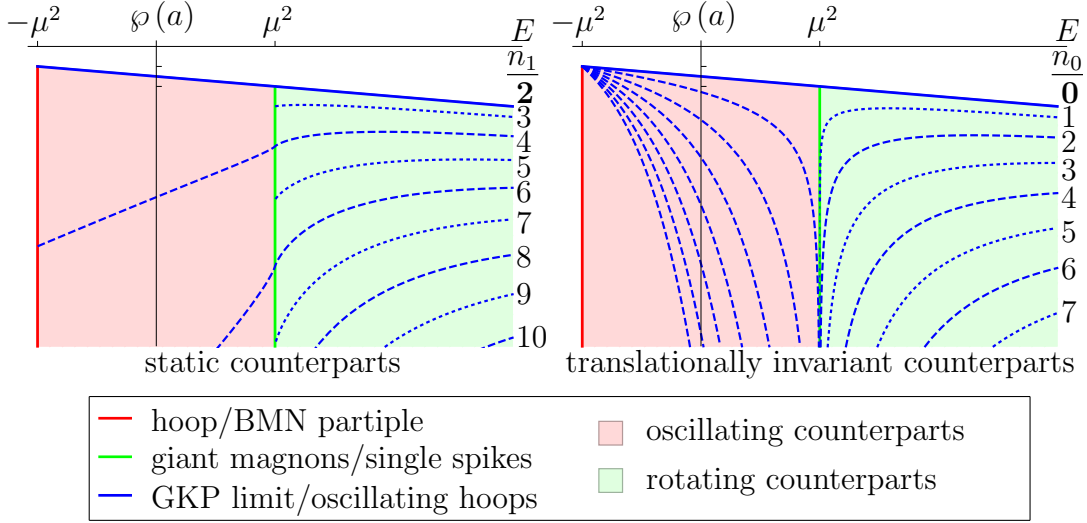 −μ² ℘(a) μ² E
n₁
2
3
4
5
6
7
8
9
10
static counterparts
−μ² ℘(a) μ² E
n₀
0
1
2
3
4
5
6
7
translationally invariant counterparts
hoop/BMN partiple
giant magnons/single spikes
GKP limit/oscillating hoops
oscillating counterparts
rotating counterparts